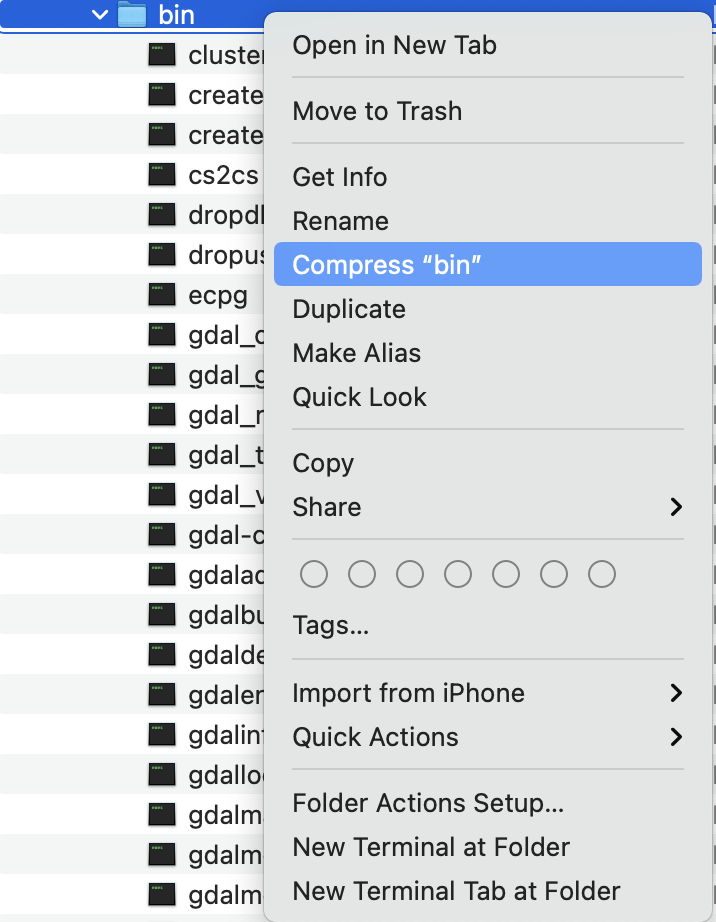 bin
cluster
create
create
cs2cs
dropd
dropus
ecpg
gdal_
gdal_g
gdal_r
gdal_t
gdal_v
gdal-c
gdalad
gdalbu
gdalde
gdaler
gdalinf
gdalloc
gdalm
gdalm
gdalm
Open in New Tab
Move to Trash
Get Info
Rename
Compress “bin”
Duplicate
Make Alias
Quick Look
Copy
Share
Tags...
Import from iPhone
Quick Actions
Folder Actions Setup...
New Terminal at Folder
New Terminal Tab at Folder